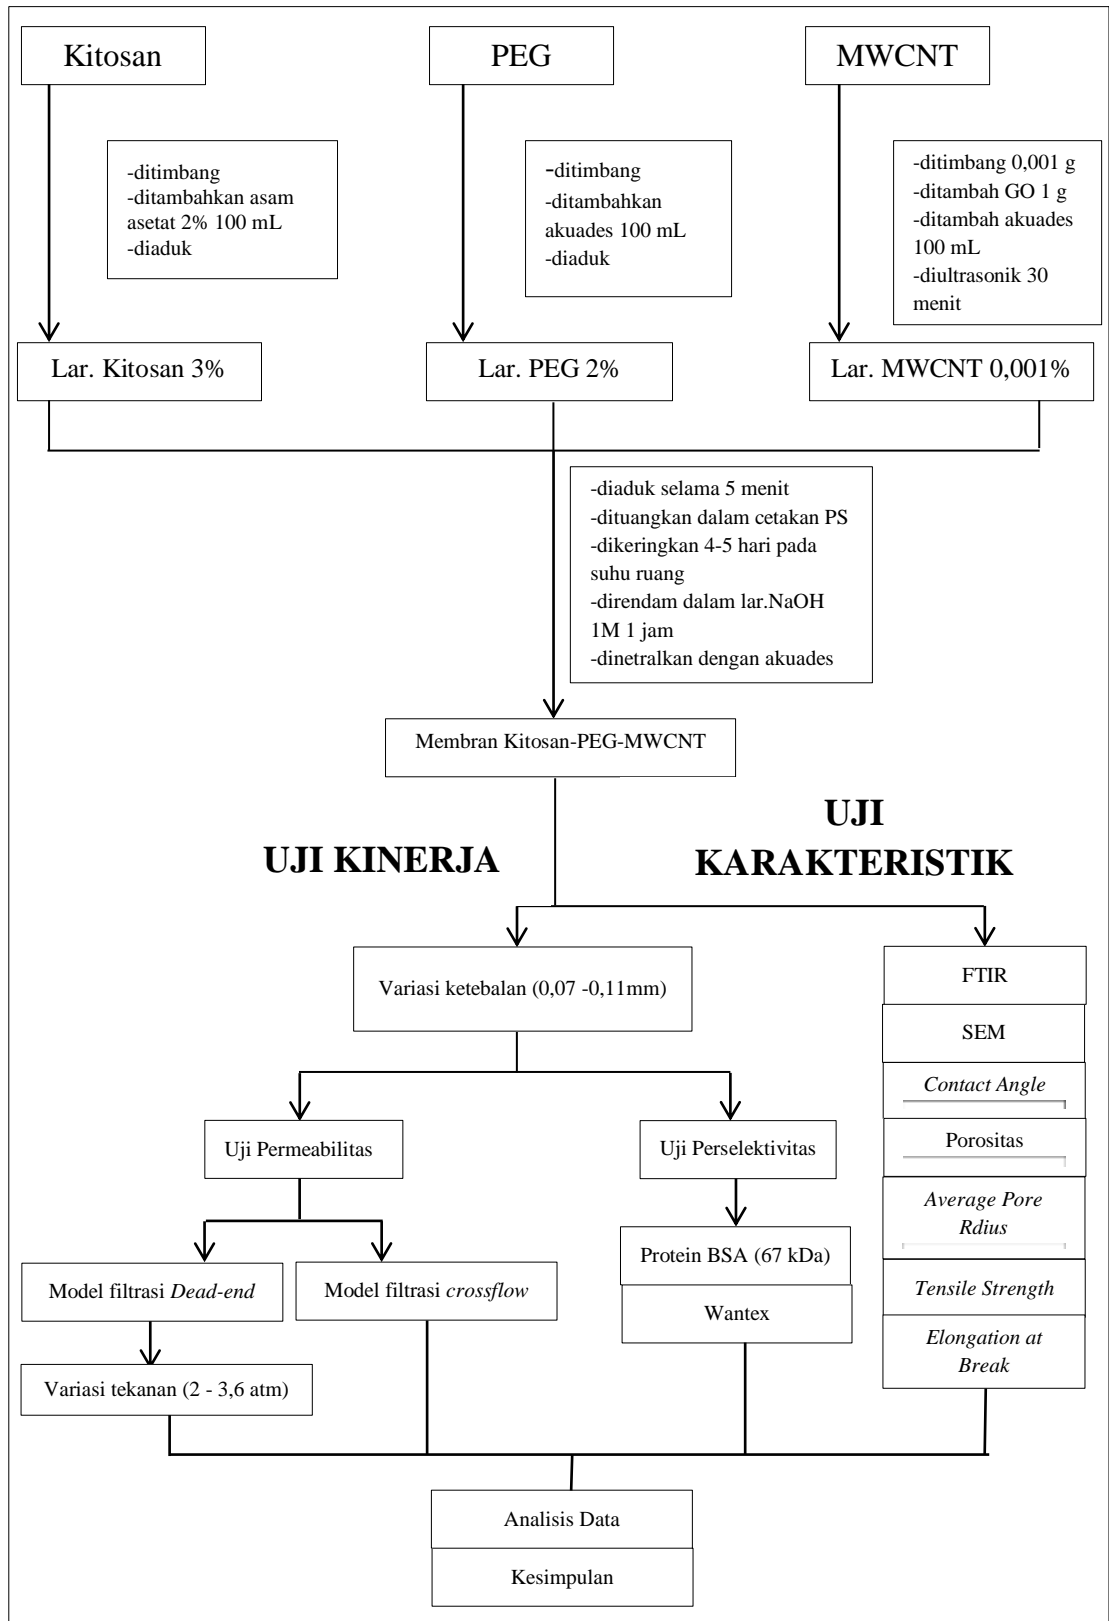 Kitosan
PEG
MWCNT
-ditimbang
-ditambahkan asam
asetat 2% 100 mL
-diaduk
-ditimbang
-ditambahkan
akuades 100 mL
-diaduk
-ditimbang 0,001 g
-ditambah GO 1 g
-ditambah akuades
100 mL
-diultrasonik 30
menit
Lar. Kitosan 3%
Lar. PEG 2%
Lar. MWCNT 0,001%
-diaduk selama 5 menit
-dituangkan dalam cetakan PS
-dikeringkan 4-5 hari pada
suhu ruang
-direndam dalam lar.NaOH
1M 1 jam
-dinetralkan dengan akuades
Membran Kitosan-PEG-MWCNT
UJI KINERJA
UJI
KARAKTERISTIK
Variasi ketebalan (0,07 -0,11mm)
Uji Permeabilitas
Uji Perselektivitas
Model filtrasi Dead-end
Model filtrasi crossflow
Variasi tekanan (2 - 3,6 atm)
Protein BSA (67 kDa)
Wantex
FTIR
SEM
Contact Angle
Porositas
Average Pore
Rdius
Tensile Strength
Elongation at
Break
Analisis Data
Kesimpulan